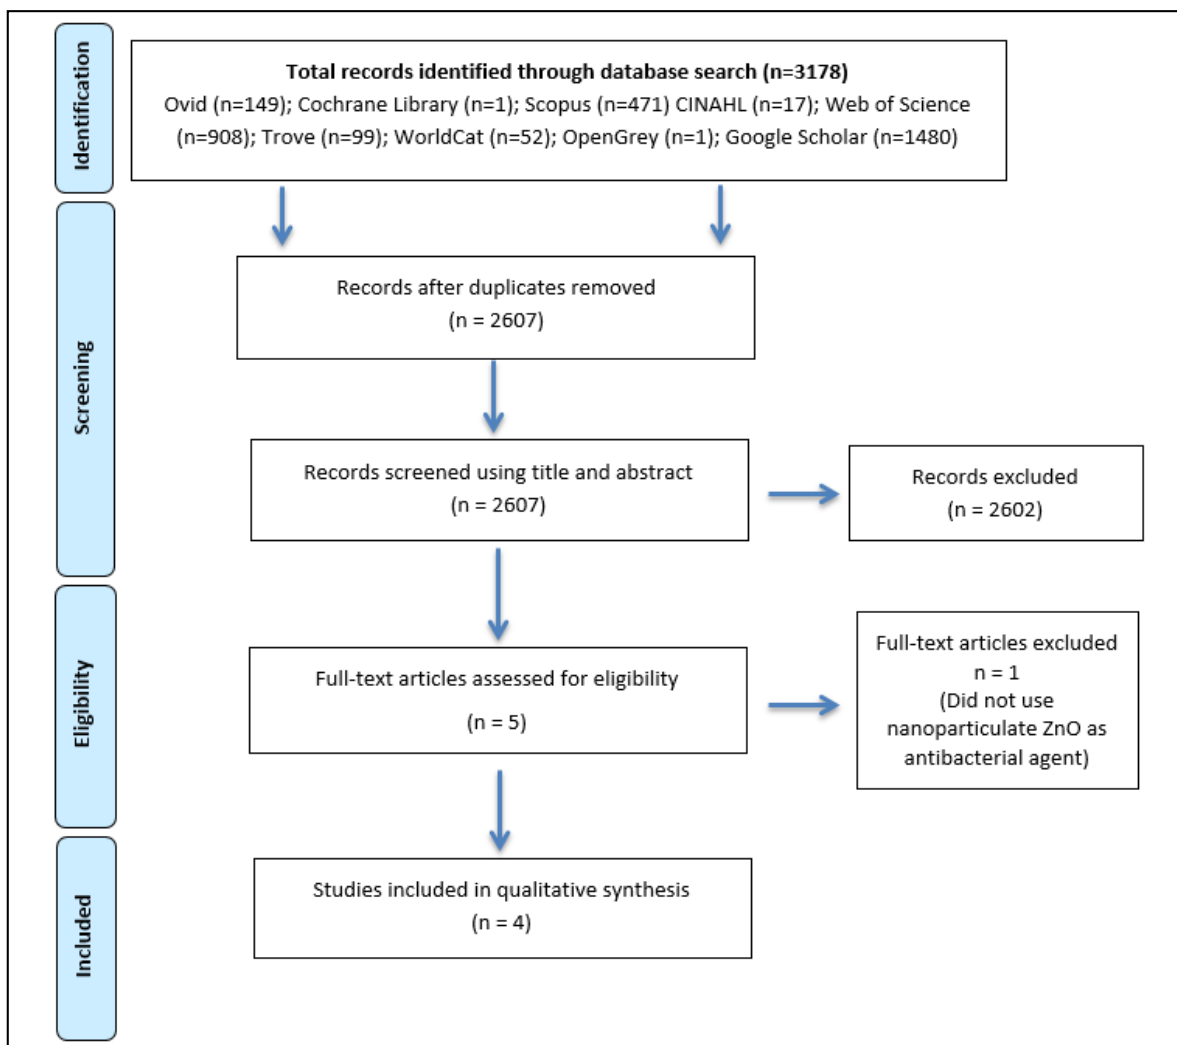 Identification
Total records identified through database search (n=3178)
Ovid (n=149); Cochrane Library (n=1); Scopus (n=471) CINAHL (n=17); Web of Science
(n=908); Trove (n=99); WorldCat (n=52); OpenGrey (n=1); Google Scholar (n=1480)
Screening
Records after duplicates removed
(n = 2607)
Records screened using title and abstract
(n = 2607)
Records excluded
(n = 2602)
Eligibility
Full-text articles assessed for eligibility
(n = 5)
Full-text articles excluded
n = 1
(Did not use
nanoparticulate ZnO as
antibacterial agent)
Included
Studies included in qualitative synthesis
(n = 4)